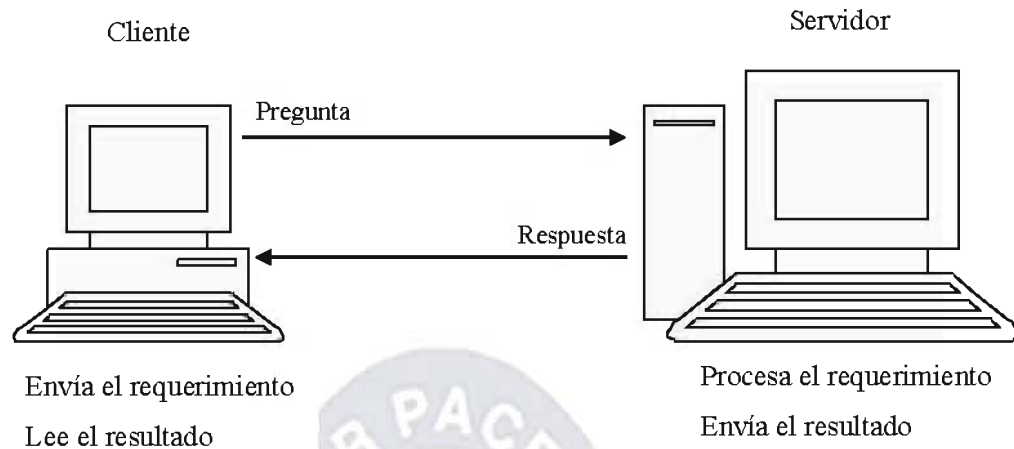 Cliente
Servidor
Pregunta
Respuesta
Envía el requerimiento
Lee el resultado
Procesa el requerimiento
Envía el resultado